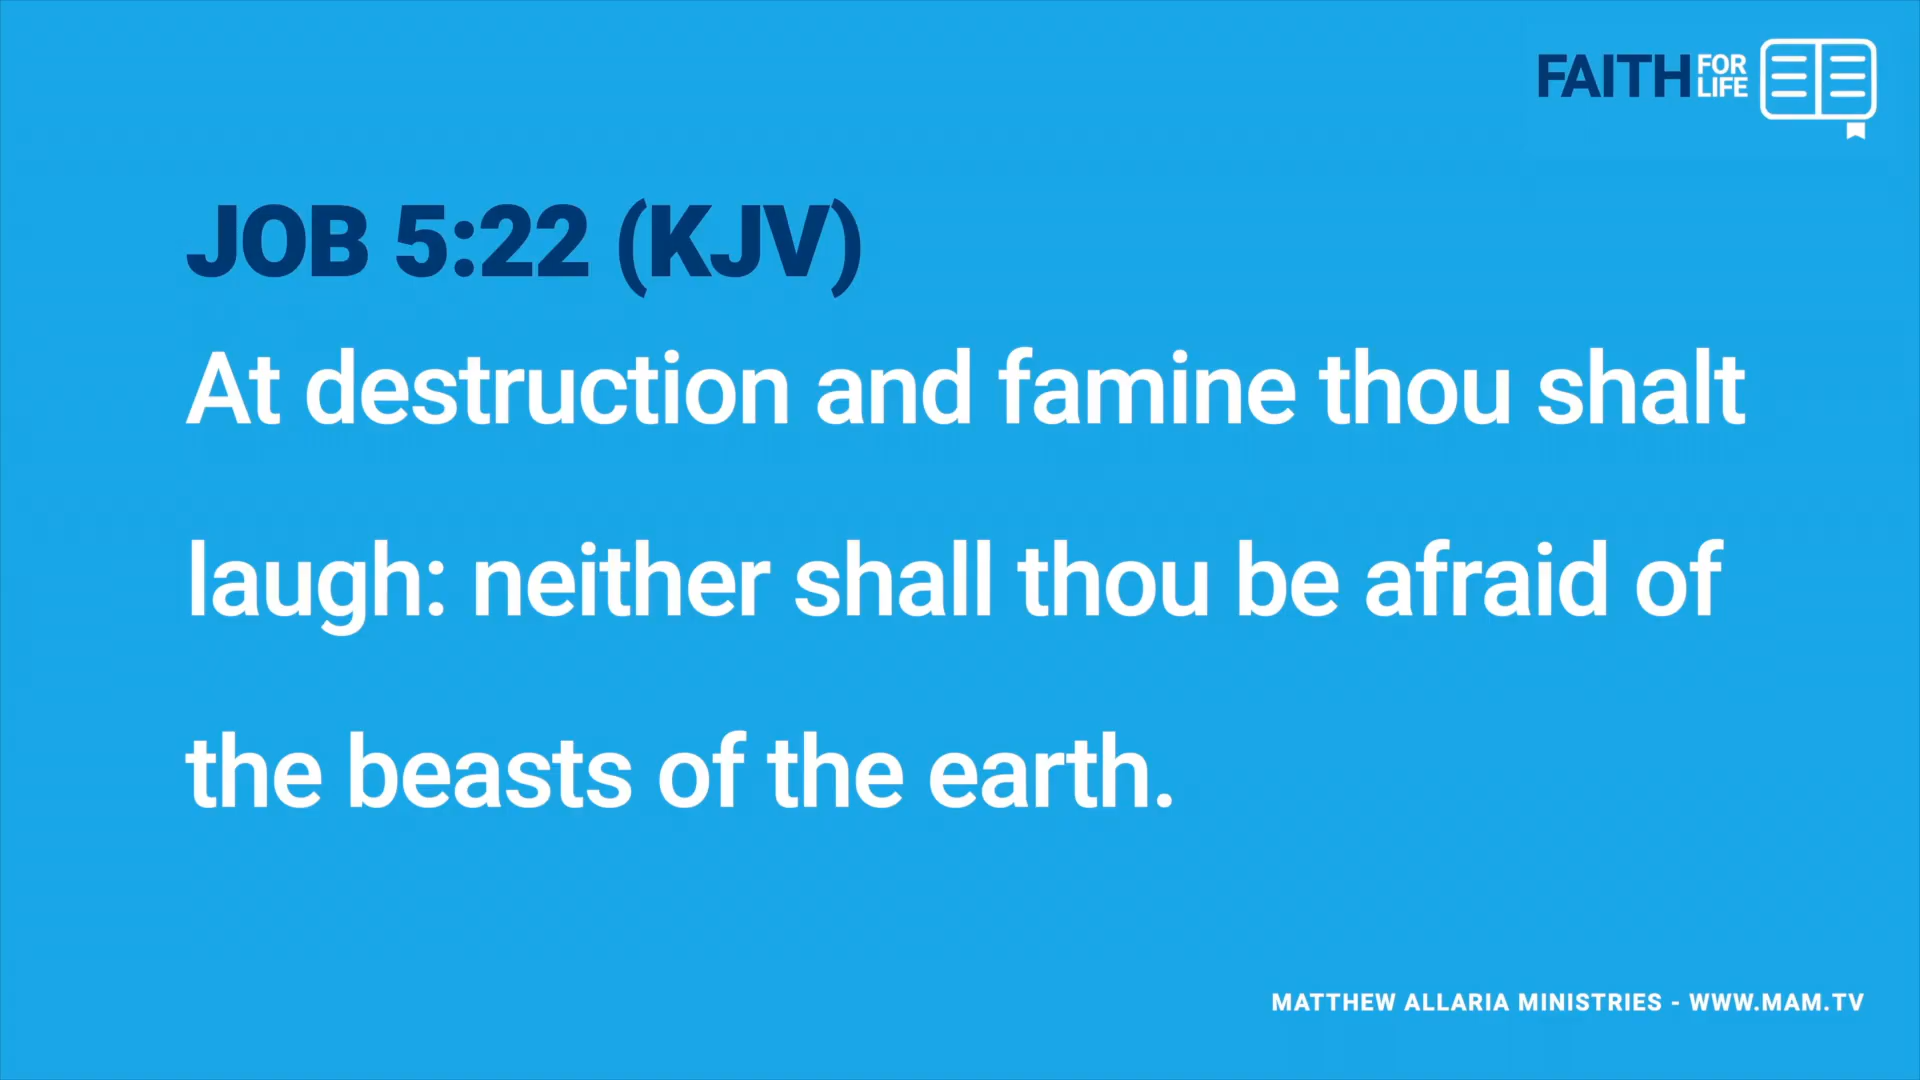 FAITH FOR LIFE
JOB 5:22 (KJV)
At destruction and famine thou shalt
laugh: neither shall thou be afraid of
the beasts of the earth.
MATTHEW ALLARIA MINISTRIES - WWW.MAM.TV